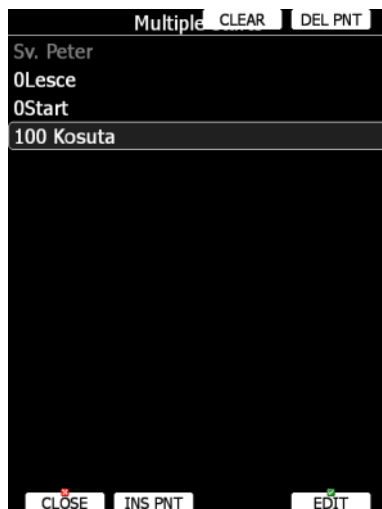 Multiple CLEAR DEL PNT
Sv. Peter
0Lesce
0Start
100 Kosuta
CLOSE INS PNT EDIT